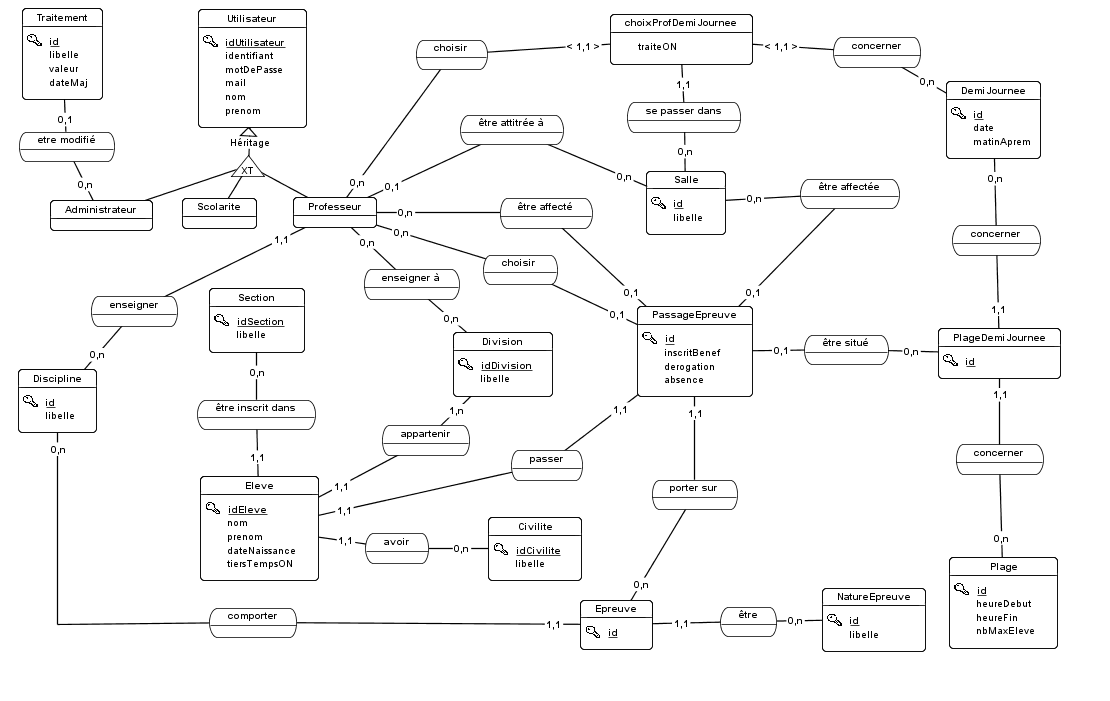 Traitement
id
libelle
valeur
dateMaj
0,1
etre modifié
0,n
Administrateur
Utilisateur
idUtilisateur
identifiant
motDePasse
mail
nom
prenom
Héritage
XT
Scolarite
Professeur
choisir
0,n
< 1,1 >
choixProfDemiJournee
traiteON
< 1,1 >
concerner
0,n
DemiJournee
id
date
matinAprem
1,1
se passer dans
0,n
être attitrée à
0,1
0,n
Salle
id
libelle
0,n
être affectée
0,1
0,n
être affecté
0,1
0,n
choisir
0,1
0,n
concerner
1,1
1,1
enseigner
0,n
Discipline
id
libelle
0,n
Section
idSection
libelle
0,n
être inscrit dans
1,1
0,n
enseigner à
0,n
Division
idDivision
libelle
1,n
appartenir
1,1
PassageEpreuve
id
inscritBenef
derogation
absence
0,1
être situé
0,n
PlageDemiJournee
id
1,1
concerner
0,n
1,1
passer
1,1
1,1
porter sur
0,n
Eleve
idEleve
nom
prenom
dateNaissance
tiersTempsON
1,1
avoir
0,n
Civilite
idCivilite
libelle
Plage
id
heureDebut
heureFin
nbMaxEleve
comporter
1,1
Epreuve
id
1,1
être
0,n
NatureEpreuve
id
libelle